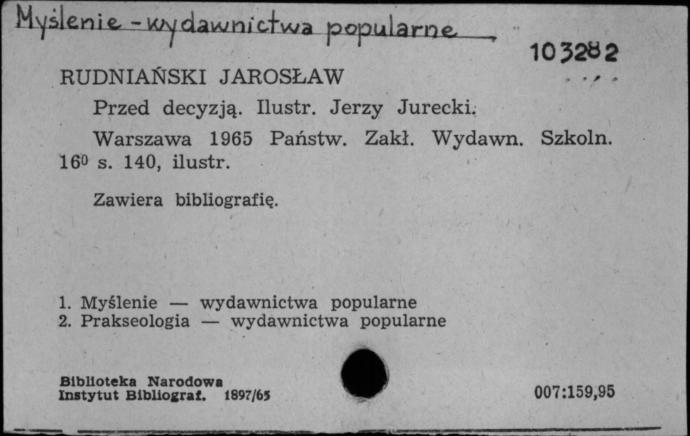 Myślenie - wydawnictwa popularne
103282
RUDNIAŃSKI JAROSŁAW
Przed decyzją. Ilustr. Jerzy Jurecki.
Warszawa 1965 Państw. Zakł. Wydawn. Szkoln.
16⁰ s. 140, ilustr.
Zawiera bibliografię.
1. Myślenie — wydawnictwa popularne
2. Prakseologia — wydawnictwa popularne
Biblioteka Narodowa
Instytut Bibliograf. 1897/65
007:159,95